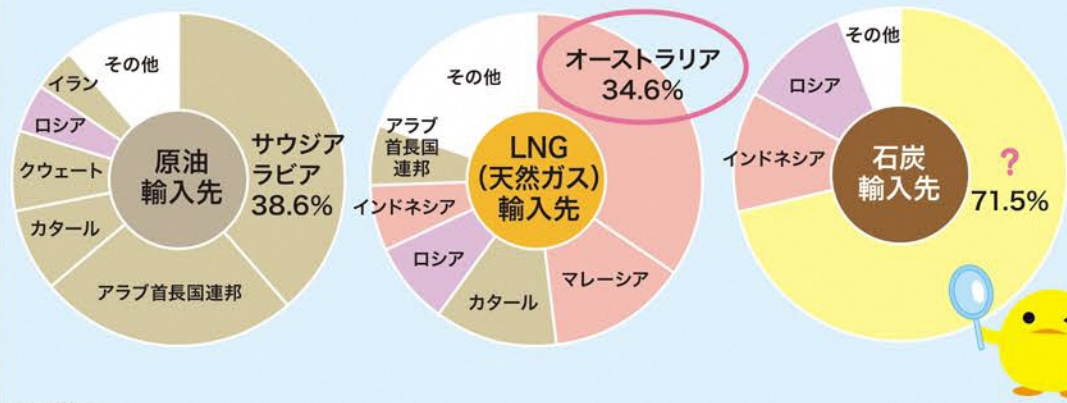 その他
イラン
ロシア
クウェート
カタール
アラブ首長国連邦
サウジア
ラビア
38.6%
原油
輸入先
その他
オーストラリア
34.6%
アラブ
首長国
連邦
インドネシア
ロシア
カタール
マレーシア
LNG
(天然ガス)
輸入先
その他
ロシア
インドネシア
石炭
輸入先
?
71.5%